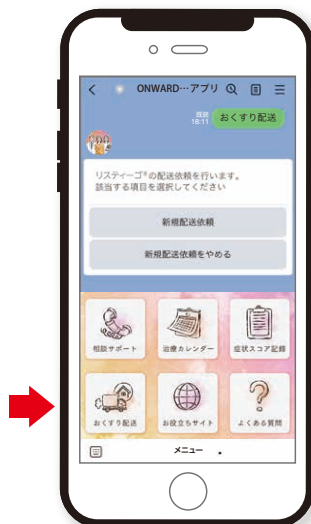 ONWARD…アプリ
既読
18:11
おくすり配送
リスティーゴ®の配送依頼を行います。
該当する項目を選択してください
新規配送依頼
新規配送依頼をやめる
相談サポート
治療カレンダー
症状スコア記録
おくすり配送
お役立ちサイト
よくある質問
メニュー